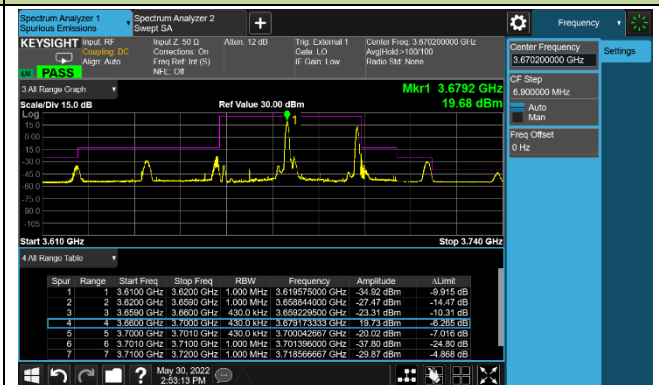 Spectrum Analyzer 1
Spurious Emissions
Spectrum Analyzer 2
Swept SA
Frequency
KEYSIGHT
Input: RF
Coupling: DC
Align: Auto
Input Z: 50 Ω
Corrections: On
Freq Ref: Int (S)
NFE: Off
Atten: 12 dB
Trig: External 1
Gate: LO
IF Gain: Low
Center Freq: 3.670200000 GHz
Avg|Hold:>100/100
Radio Std: None
LXI PASS
Center Frequency
3.670200000 GHz
Settings
CF Step
6.900000 MHz
Auto
Man
Freq Offset
0 Hz
3 All Range Graph
Mkr1 3.6792 GHz
Scale/Div 15.0 dB
Ref Value 30.00 dBm
19.68 dBm
Log
15.0
0.00
-15.0
-30.0
-45.0
-60.0
-75.0
-90.0
-105
1
Start 3.610 GHz
Stop 3.740 GHz
4 All Range Table
Spur Range Start Freq Stop Freq RBW Frequency Amplitude ΔLimit
1 1 3.6100 GHz 3.6200 GHz 1.000 MHz 3.619575000 GHz -34.92 dBm -9.915 dB
2 2 3.6200 GHz 3.6590 GHz 1.000 MHz 3.658844000 GHz -27.47 dBm -14.47 dB
3 3 3.6590 GHz 3.6600 GHz 430.0 kHz 3.659229500 GHz -23.31 dBm -10.31 dB
4 4 3.6600 GHz 3.7000 GHz 430.0 kHz 3.679173333 GHz 19.73 dBm -6.265 dB
5 5 3.7000 GHz 3.7010 GHz 430.0 kHz 3.700042667 GHz -20.02 dBm -7.016 dB
6 6 3.7010 GHz 3.7100 GHz 1.000 MHz 3.701396000 GHz -37.80 dBm -24.80 dB
7 7 3.7100 GHz 3.7200 GHz 1.000 MHz 3.718566667 GHz -29.87 dBm -4.868 dB
May 30, 2022
2:53:13 PM